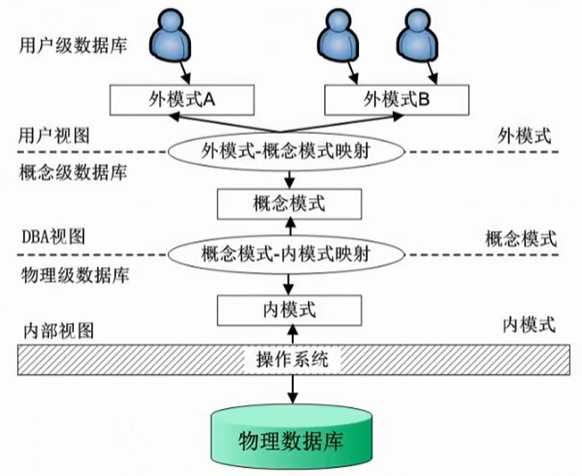 用户级数据库
外模式A
外模式B
用户视图
外模式-概念模式映射
外模式
概念级数据库
概念模式
DBA视图
概念模式-内模式映射
概念模式
物理级数据库
内模式
内部视图
内模式
操作系统
物理数据库